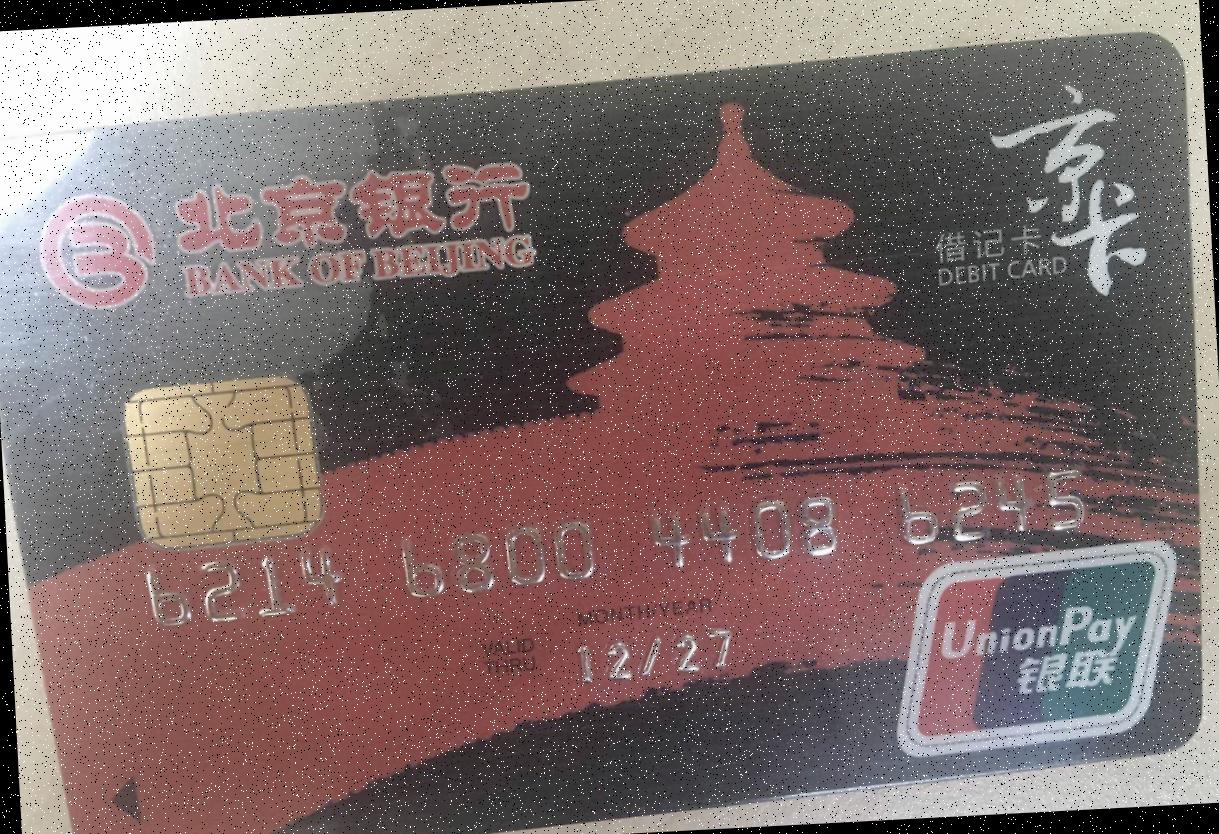 北京银行
BANK OF BEIJING
京卡
借记卡
DEBIT CARD
6214 6800 4408 6245
MONTH/YEAR
VALID
THRU
12/27
UnionPay
银联